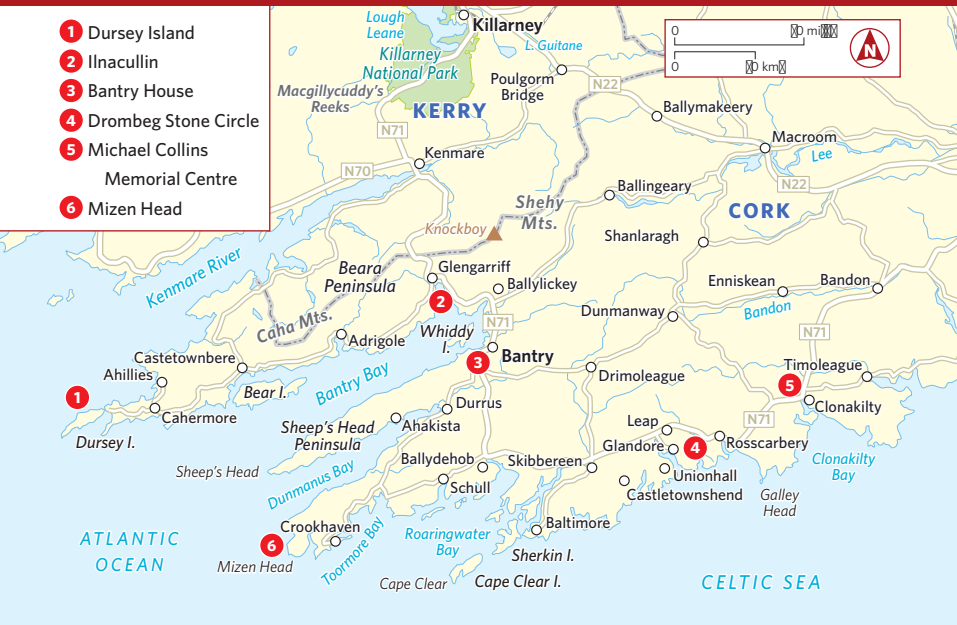 1 Dursey Island
2 Ilnacullin
3 Bantry House
4 Drombeg Stone Circle
5 Michael Collins
Memorial Centre
6 Mizen Head
Lough
Leane
Killarney
Killarney
National Park
L. Guitane
Poulgorm
Bridge
Macgillycuddy's
Reeks
KERRY
N22
0 0 mi
0 0 km
N
Ballymakeery
N71
Macroom
Lee
Kenmare
N70
N22
Ballingeary
Shehy
Mts.
CORK
Knockboy
Shanlaragh
Kenmare River
Beara
Peninsula
Glengarriff
Ballylickey
Enniskean
Bandon
Bandon
2
Caha Mts.
Whiddy
I.
N71
Dunmanway
N71
Adrigole
Castetownbere
Bantry
3
Timoleague
Ahillies
Bantry Bay
Drimoleague
5
1
Bear I.
Durrus
Clonakilty
Cahermore
Dursey I.
Sheep's Head
Peninsula
Ahakista
Leap
N71
Glandore
4
Rosscarbery
Sheep's Head
Ballydehob
Skibbereen
Clonakilty
Bay
Dunmanus Bay
Schull
Unionhall
Castletownshend
Galley
Head
Crookhaven
Toormore Bay
Roaringwater
Bay
Baltimore
ATLANTIC
OCEAN
6
Mizen Head
Sherkin I.
Cape Clear
Cape Clear I.
CELTIC SEA